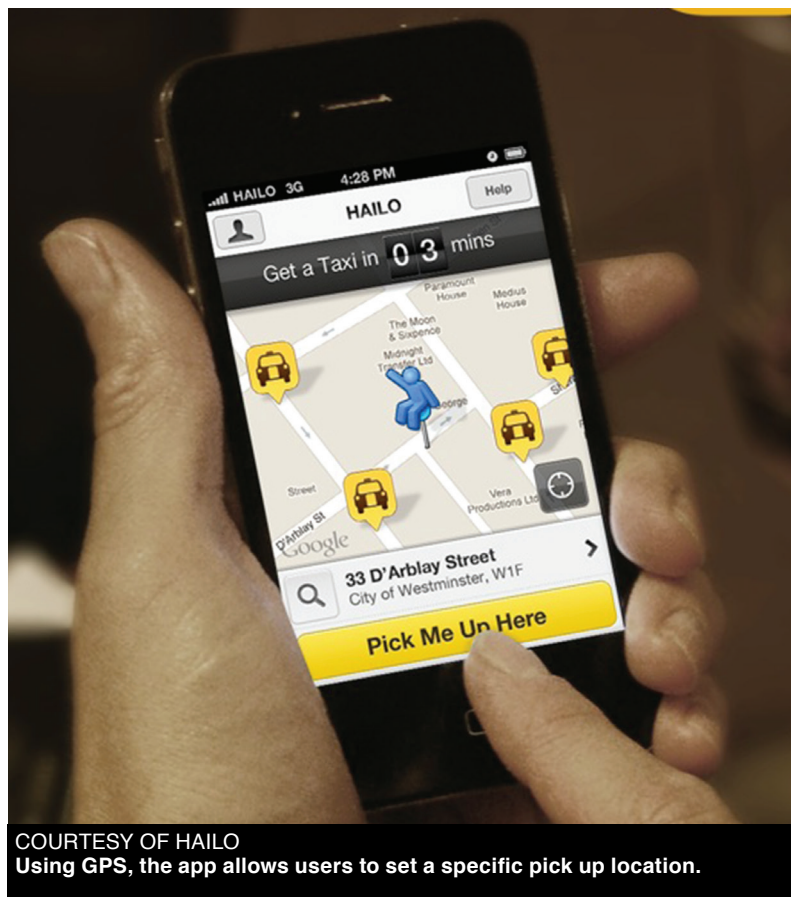 HAILO 3G 4:28 PM
HAILO
Help
Get a Taxi in 03 mins
Paramount
House
Medius
House
The Moon
& Sixpence
Midnight
Transfer Ltd
George
Street
Vera
Productions Ltd
D'Arblay St
Google
33 D'Arblay Street
City of Westminster, W1F
Pick Me Up Here
COURTESY OF HAILO
Using GPS, the app allows users to set a specific pick up location.